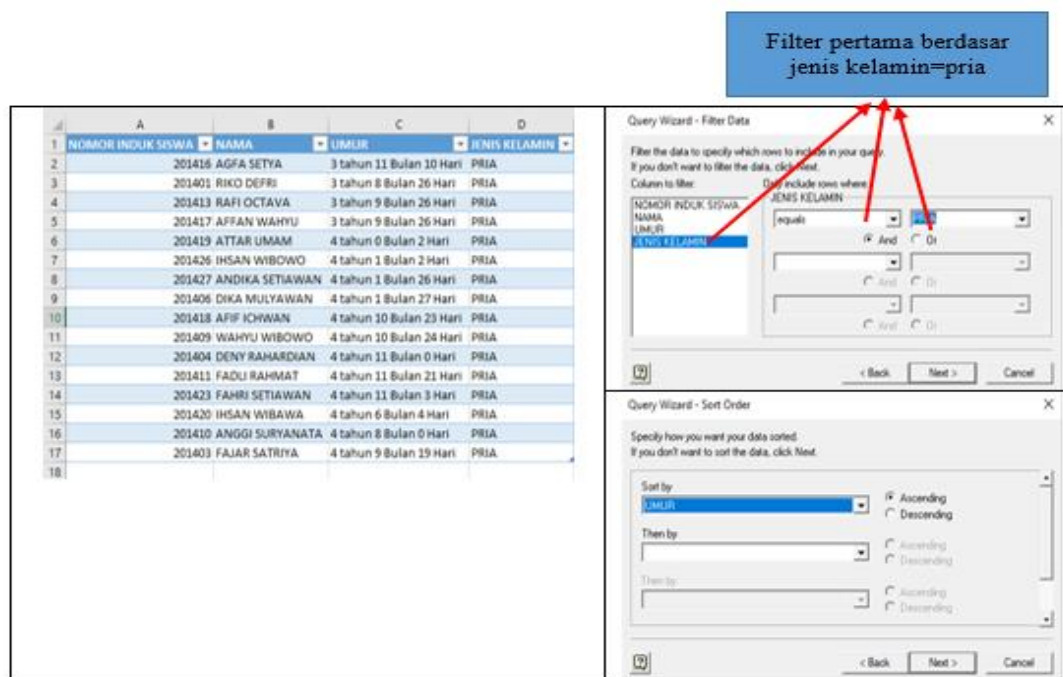 Filter pertama berdasar
jenis kelamin=pria
A B C D
1 NOMOR INDUK SISWA NAMA UMUR JENIS KELAMIN
2 201416 AGFA SETYA 3 tahun 11 Bulan 10 Hari PRIA
3 201401 RIKO DEFRI 3 tahun 8 Bulan 26 Hari PRIA
4 201413 RAFI OCTAVA 3 tahun 9 Bulan 26 Hari PRIA
5 201417 AFFAN WAHYU 3 tahun 9 Bulan 26 Hari PRIA
6 201419 ATTAR UMAM 4 tahun 0 Bulan 2 Hari PRIA
7 201426 IHSAN WIBOWO 4 tahun 1 Bulan 2 Hari PRIA
8 201427 ANDIKA SETIAWAN 4 tahun 1 Bulan 26 Hari PRIA
9 201406 DIKA MULYAWAN 4 tahun 1 Bulan 27 Hari PRIA
10 201418 AFIF ICHWAN 4 tahun 10 Bulan 23 Hari PRIA
11 201409 WAHYU WIBOWO 4 tahun 10 Bulan 24 Hari PRIA
12 201404 DENY RAHARDIAN 4 tahun 11 Bulan 0 Hari PRIA
13 201411 FADLI RAHMAT 4 tahun 11 Bulan 21 Hari PRIA
14 201423 FAHRI SETIAWAN 4 tahun 11 Bulan 3 Hari PRIA
15 201420 IHSAN WIBAWA 4 tahun 6 Bulan 4 Hari PRIA
16 201410 ANGGI SURYANATA 4 tahun 8 Bulan 0 Hari PRIA
17 201403 FAJAR SATRIYA 4 tahun 9 Bulan 19 Hari PRIA
18
Query Wizard - Filter Data
Filter the data to specify which rows to include in your query.
If you don't want to filter the data, click Next.
Column to filter: Only include rows where:
NOMOR INDUK SISWA
NAMA
UMUR
JENIS KELAMIN
JENIS KELAMIN
equals
And Or
And Or
And Or
< Back Next > Cancel
Query Wizard - Sort Order
Specify how you want your data sorted.
If you don't want to sort the data, click Next.
Sort by
UMUR
Ascending
Descending
Then by
Ascending
Descending
Then by
Ascending
Descending
< Back Next > Cancel